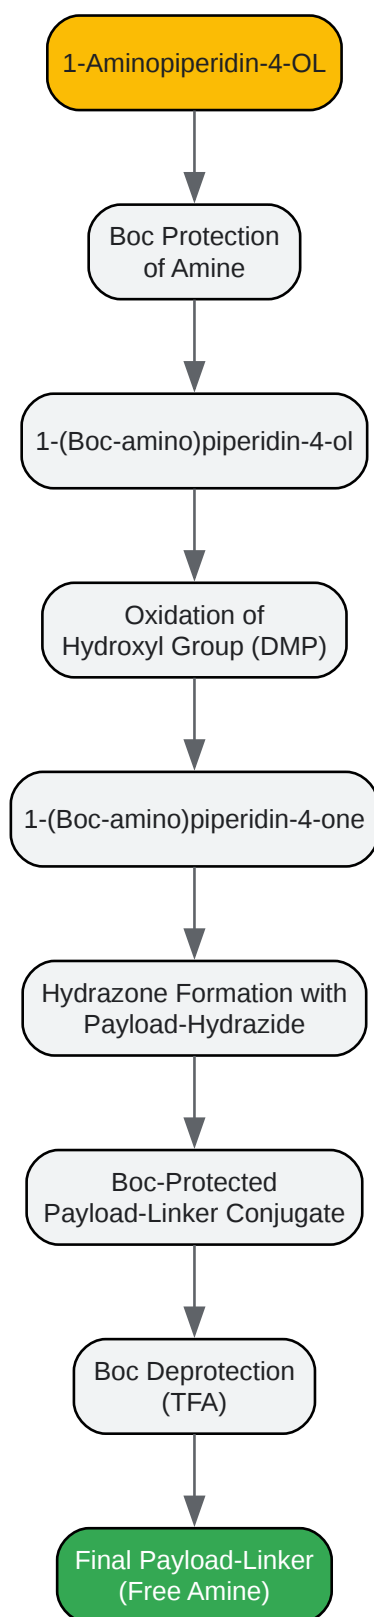 1-Aminopiperidin-4-OL
Boc Protection
of Amine
1-(Boc-amino)piperidin-4-ol
Oxidation of
Hydroxyl Group (DMP)
1-(Boc-amino)piperidin-4-one
Hydrazone Formation with
Payload-Hydrazide
Boc-Protected
Payload-Linker Conjugate
Boc Deprotection
(TFA)
Final Payload-Linker
(Free Amine)